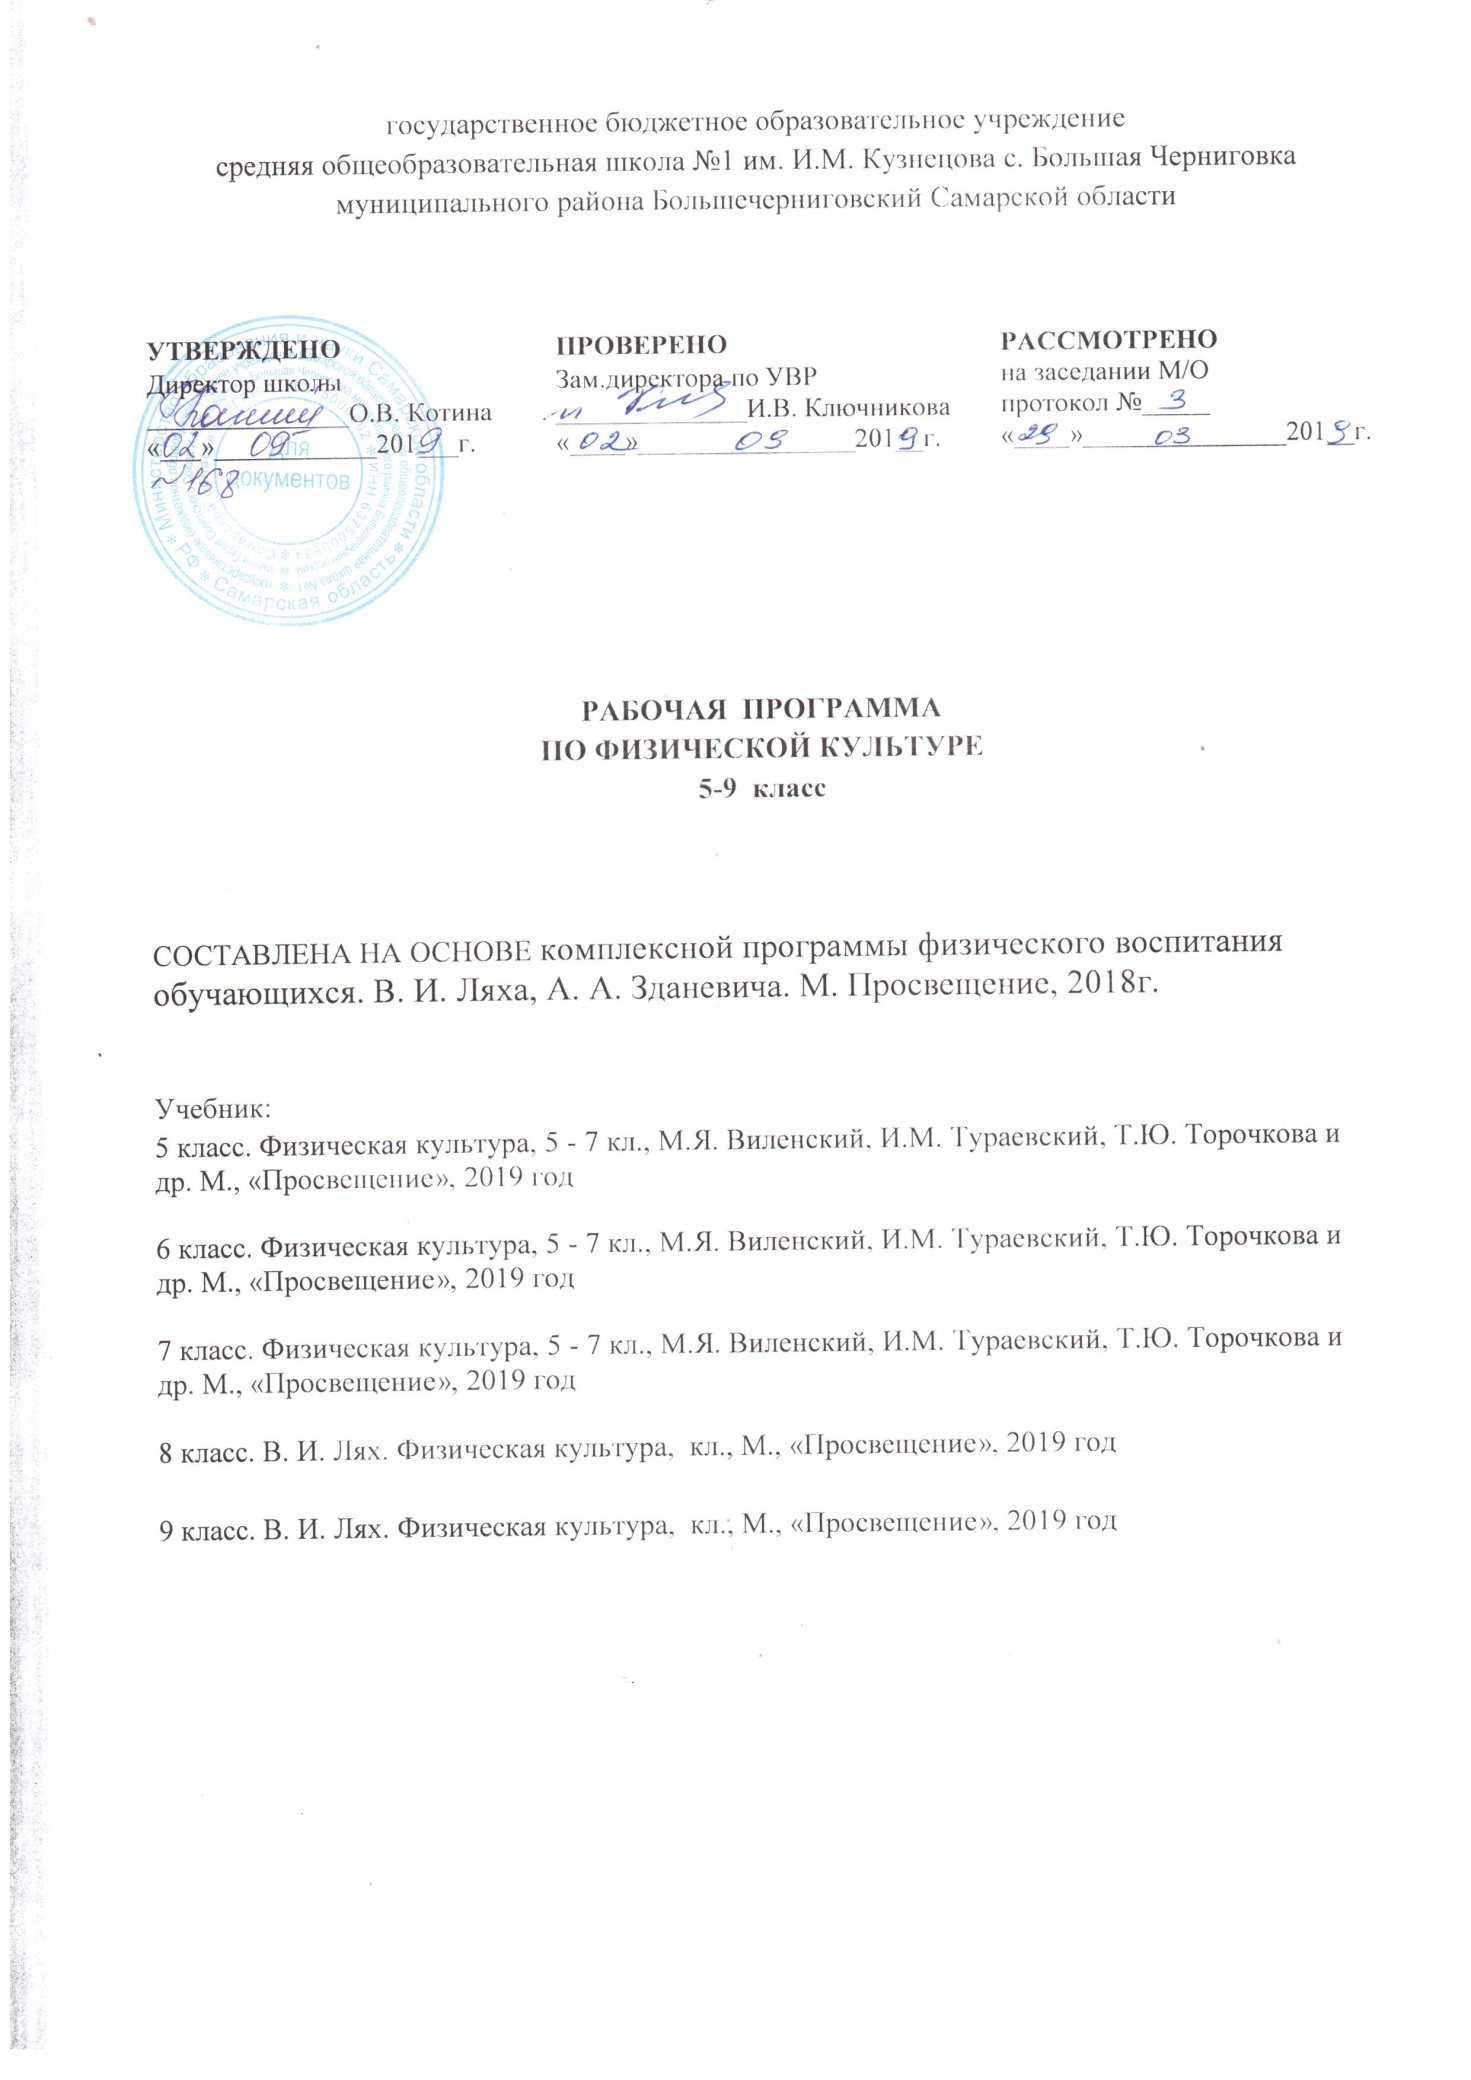 государственное бюджетное образовательное учреждение
средняя общеобразовательная школа №1 им. И.М. Кузнецова с. Большая Черниговка
муниципального района Большечерниговский Самарской области
УТВЕРЖДЕНО
Директор школы
О.В. Котина
«02» 09 2019 г.
№168
для
документов
Самарская область * РФ *
ПРОВЕРЕНО
Зам.директора по УВР
И.В. Ключникова
«02» 09 2019 г.
РАССМОТРЕНО
на заседании М/О
протокол № 3
«29» 03 2019 г.
РАБОЧАЯ ПРОГРАММА
ПО ФИЗИЧЕСКОЙ КУЛЬТУРЕ
5-9 класс
СОСТАВЛЕНА НА ОСНОВЕ комплексной программы физического воспитания
обучающихся. В. И. Ляха, А. А. Зданевича. М. Просвещение, 2018г.
Учебник:
5 класс. Физическая культура, 5 - 7 кл., М.Я. Виленский, И.М. Тураевский, Т.Ю. Торочкова и
др. М., «Просвещение», 2019 год
6 класс. Физическая культура, 5 - 7 кл., М.Я. Виленский, И.М. Тураевский, Т.Ю. Торочкова и
др. М., «Просвещение», 2019 год
7 класс. Физическая культура, 5 - 7 кл., М.Я. Виленский, И.М. Тураевский, Т.Ю. Торочкова и
др. М., «Просвещение», 2019 год
8 класс. В. И. Лях. Физическая культура, кл., М., «Просвещение», 2019 год
9 класс. В. И. Лях. Физическая культура, кл., М., «Просвещение», 2019 год